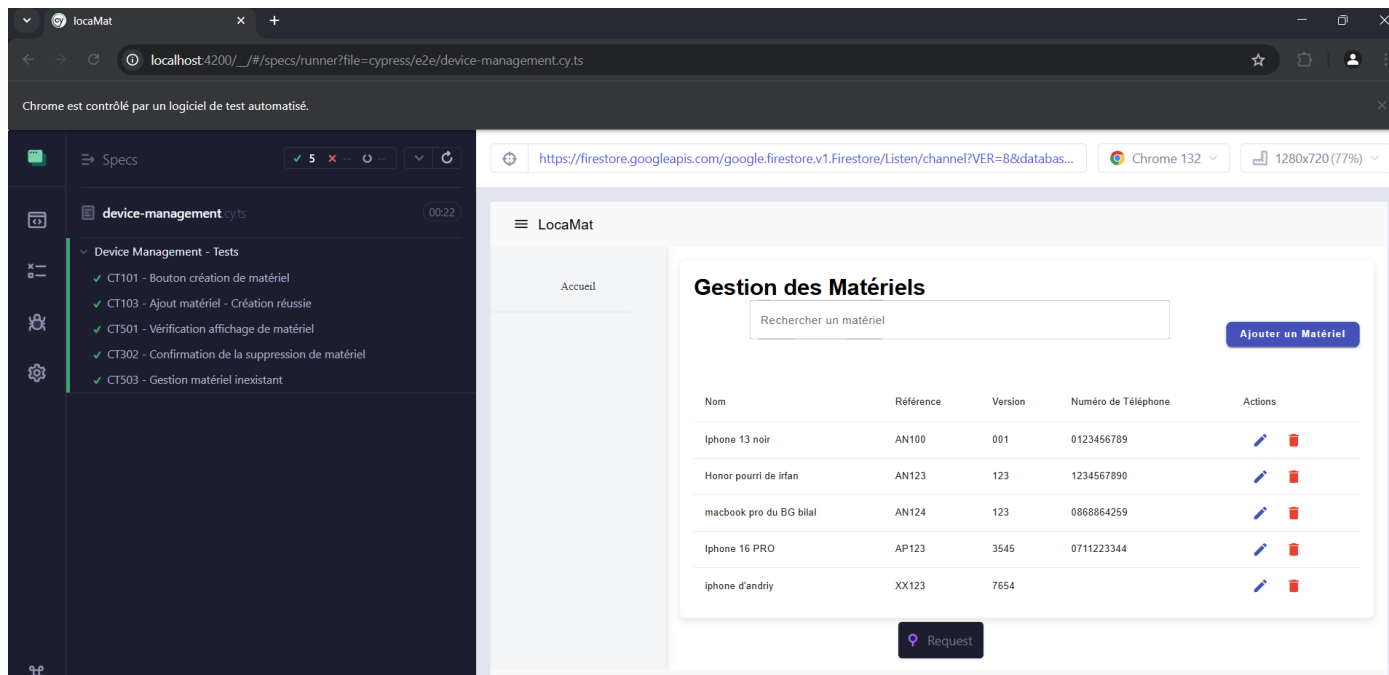 locaMat
localhost:4200/__/#/specs/runner?file=cypress/e2e/device-management.cy.ts
Chrome est contrôlé par un logiciel de test automatisé.
Specs
5 -- --
https://firestore.googleapis.com/google.firestore.v1.Firestore/Listen/channel?VER=8&databas...
Chrome 132
1280x720 (77%)
device-management.cy.ts
00:22
Device Management - Tests
CT101 - Bouton création de matériel
CT103 - Ajout matériel - Création réussie
CT501 - Vérification affichage de matériel
CT302 - Confirmation de la suppression de matériel
CT503 - Gestion matériel inexistant
LocaMat
Accueil
Gestion des Matériels
Rechercher un matériel
Ajouter un Matériel
Nom Référence Version Numéro de Téléphone Actions
Iphone 13 noir AN100 001 0123456789
Honor pourri de irfan AN123 123 1234567890
macbook pro du BG bilal AN124 123 0868864259
Iphone 16 PRO AP123 3545 0711223344
iphone d'andriy XX123 7654
Request